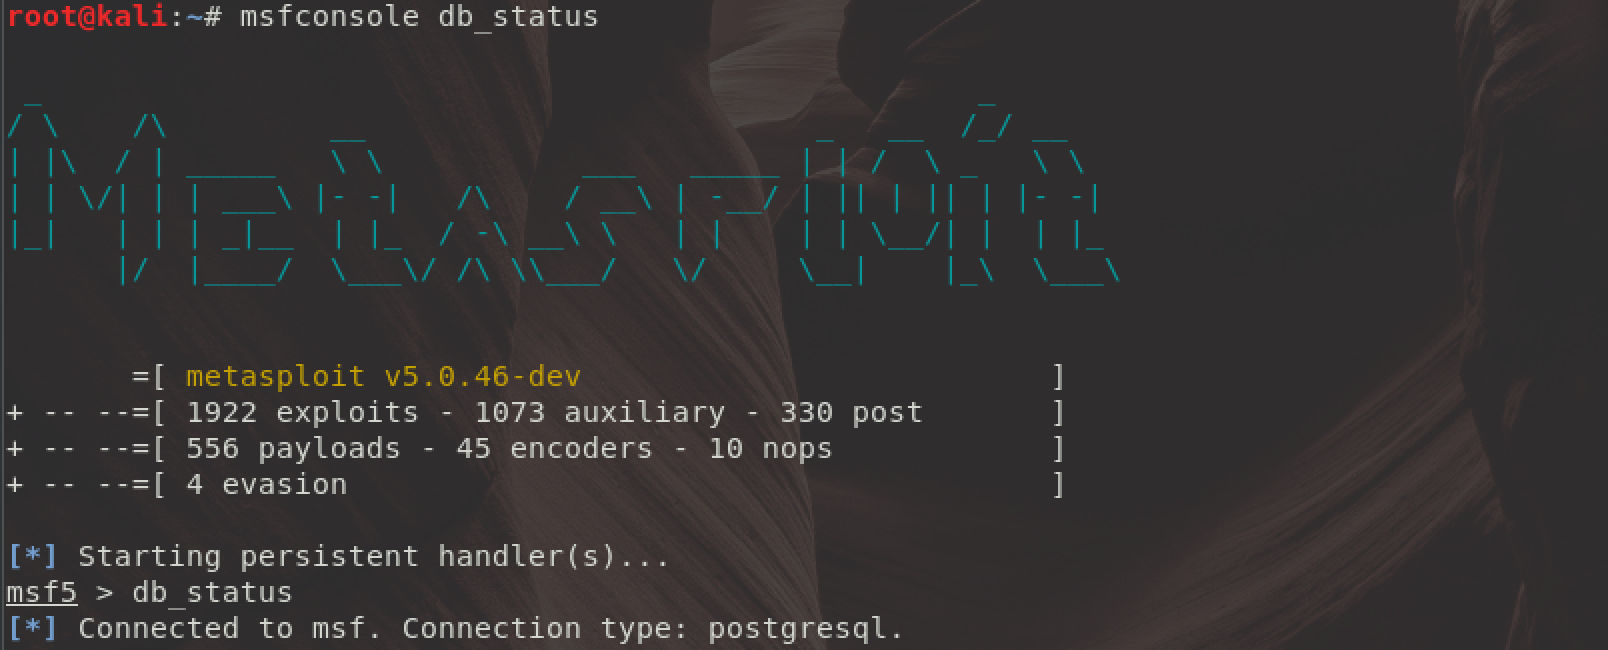 root@kali:~# msfconsole db_status
Metasploit
=[ metasploit v5.0.46-dev ]
+ -- --=[ 1922 exploits - 1073 auxiliary - 330 post ]
+ -- --=[ 556 payloads - 45 encoders - 10 nops ]
+ -- --=[ 4 evasion ]
[*] Starting persistent handler(s)...
msf5 > db_status
[*] Connected to msf. Connection type: postgresql.